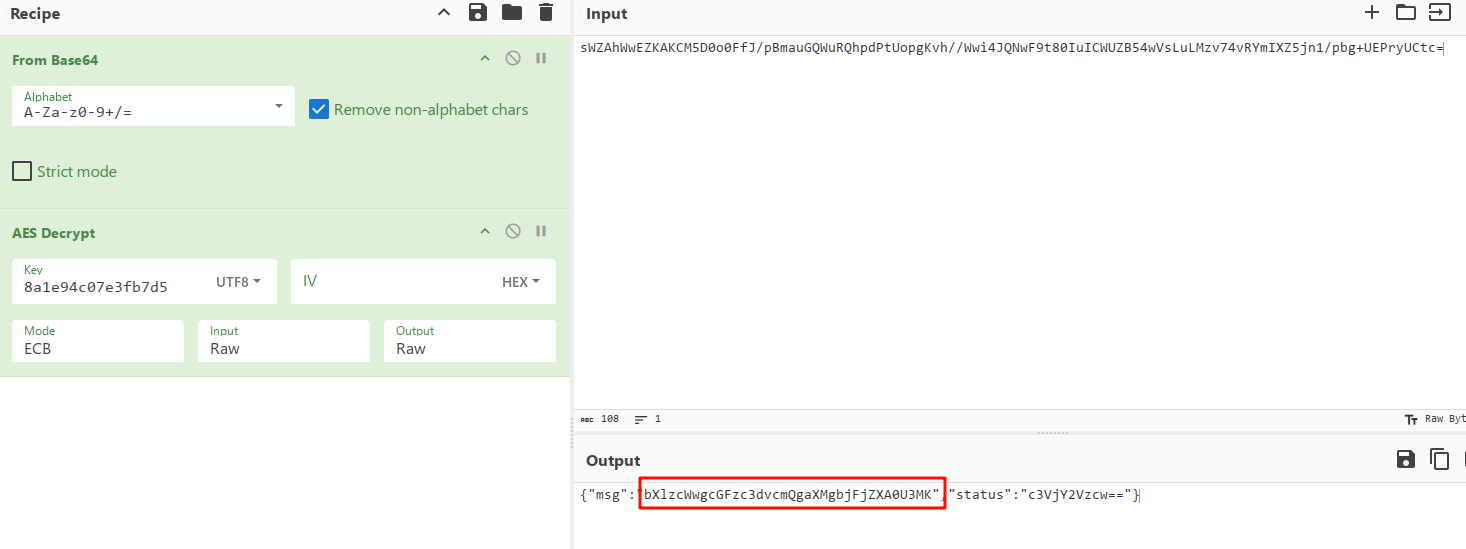 Recipe
From Base64
Alphabet
A-Za-z0-9+/=
Remove non-alphabet chars
Strict mode
AES Decrypt
Key
8a1e94c07e3fb7d5
UTF8
IV
HEX
Mode
ECB
Input
Raw
Output
Raw
Input
sWZAhWwEZKAKCM5D0o0FfJ/pBmauGQWuRQhpdPtUopgKvh//Wwi4JQNwF9t80IuICWUZB54wVsLuLMzv74vRYmIXZ5jn1/pbg+UEPryUCtc=
ABC 108 1
Raw Byt
Output
{"msg":"bXlzcWwgcGFzc3dvcmQgaXMgbjFjZXA0U3MK","status":"c3VjY2Vzcw=="}